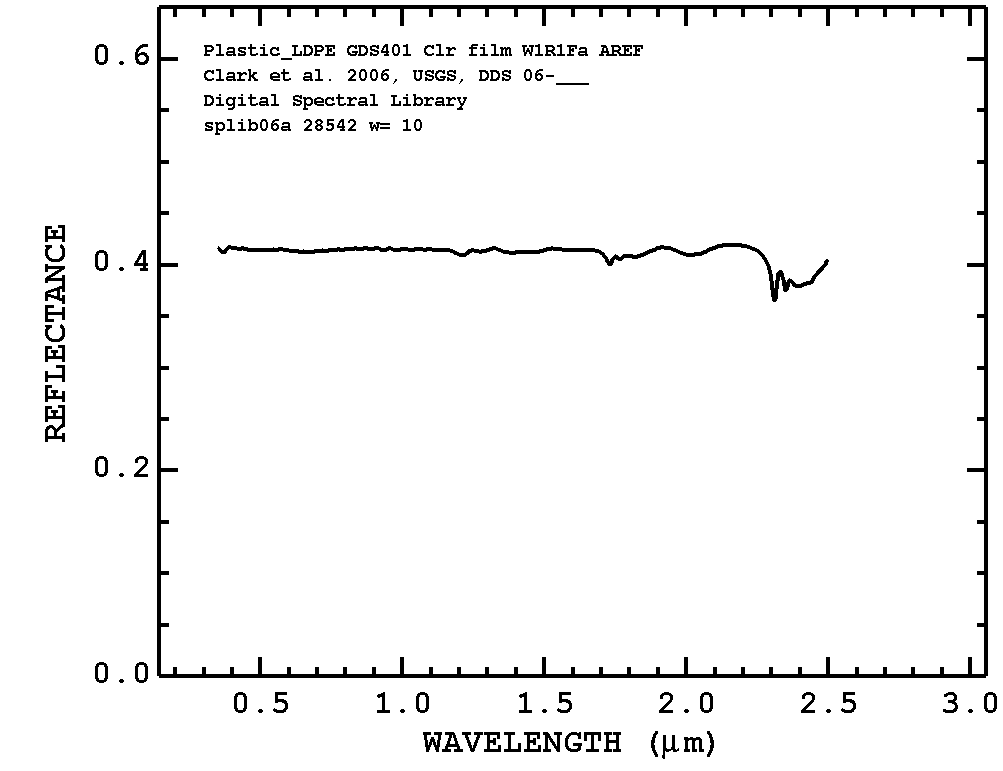 Plastic_LDPE GDS401 Clr film W1R1Fa AREF
Clark et al. 2006, USGS, DDS 06-___
Digital Spectral Library
splib06a 28542 w= 10
REFLECTANCE
0.6
0.4
0.2
0.0
0.5 1.0 1.5 2.0 2.5 3.0
WAVELENGTH (μm)